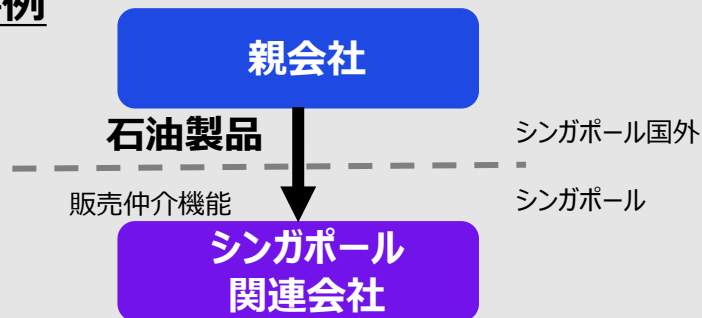 例
親会社
石油製品
シンガポール国外
販売仲介機能
シンガポール
シンガポール
関連会社